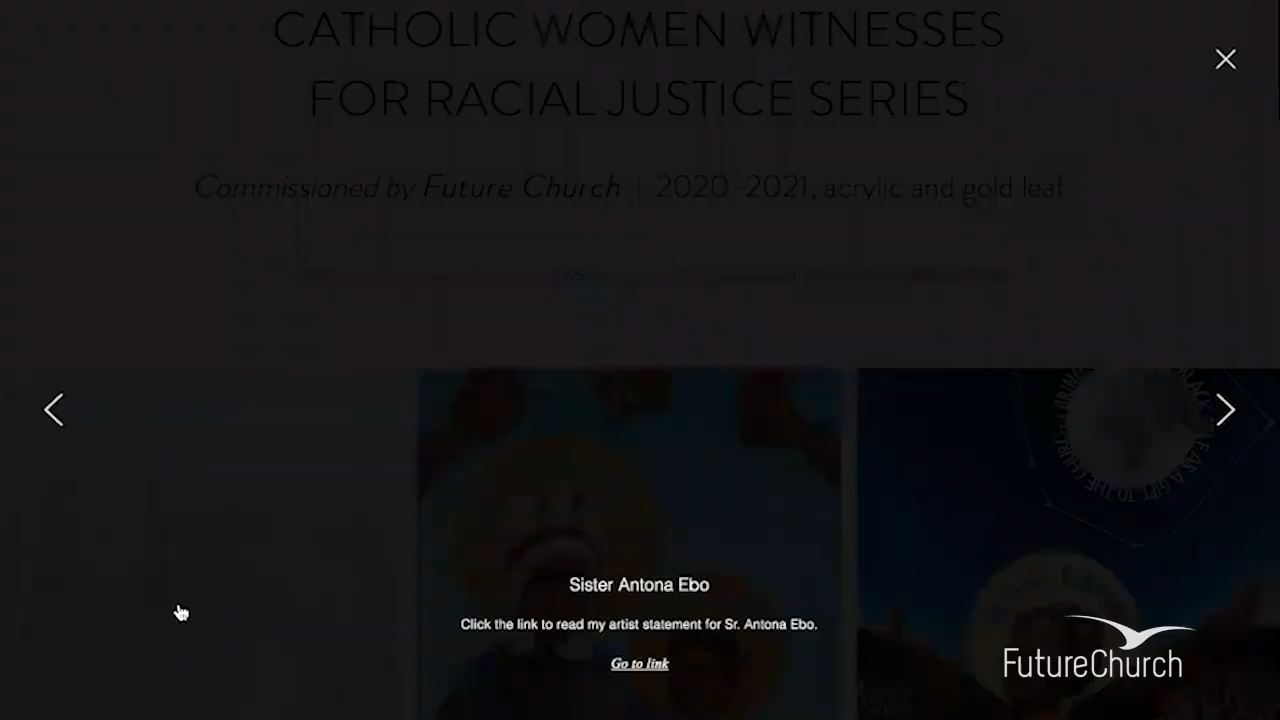 CATHOLIC WOMEN WITNESSES
FOR RACIAL JUSTICE SERIES
Commissioned by Future Church | 2020-2021, acrylic and gold leaf
Sister Antona Ebo
Click the link to read my artist statement for Sr. Antona Ebo.
Go to link
FutureChurch